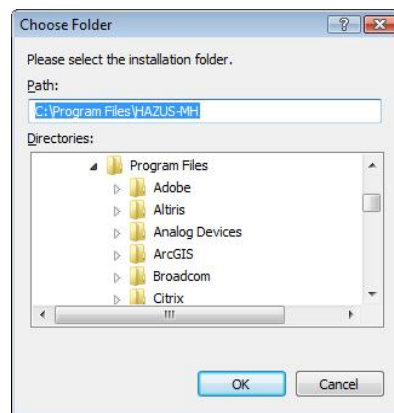 Choose Folder
Please select the installation folder.
Path:
C:\Program Files\HAZUS-MH
Directories:
Program Files
Adobe
Altiris
Analog Devices
ArcGIS
Broadcom
Citrix
OK Cancel